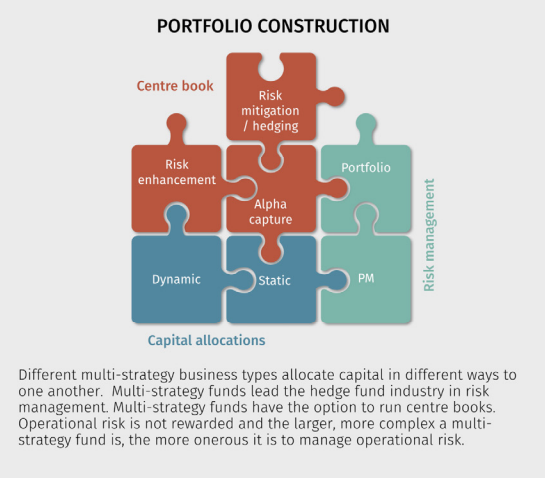 PORTFOLIO CONSTRUCTION
Centre book
Risk
mitigation
/ hedging
Risk
enhancement
Alpha
capture
Portfolio
Risk management
Dynamic
Static
PM
Capital allocations
Different multi-strategy business types allocate capital in different ways to
one another. Multi-strategy funds lead the hedge fund industry in risk
management. Multi-strategy funds have the option to run centre books.
Operational risk is not rewarded and the larger, more complex a multi-
strategy fund is, the more onerous it is to manage operational risk.